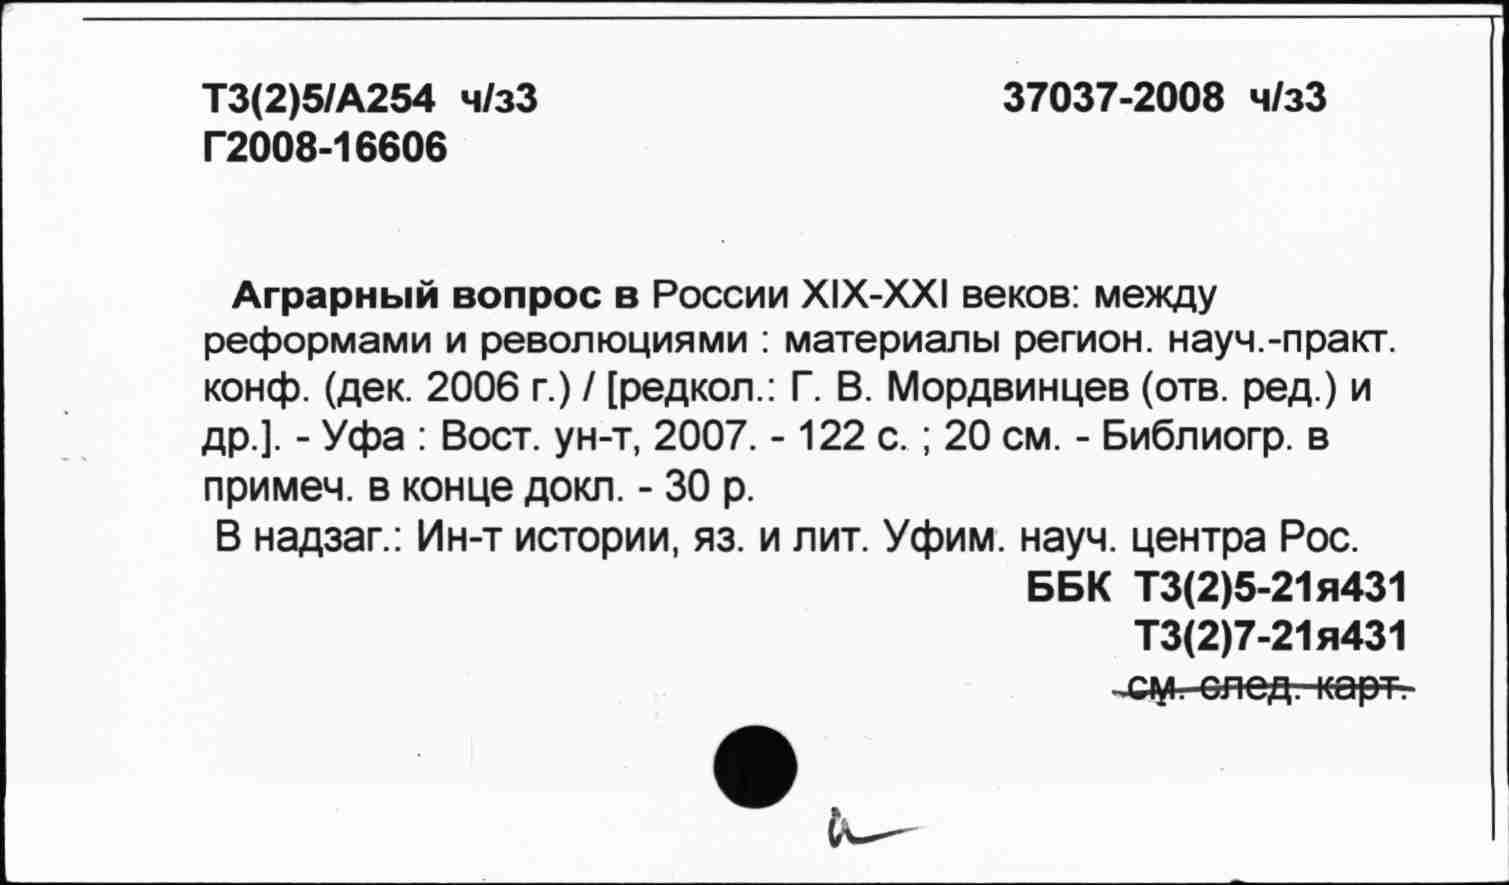 Т3(2)5/А254 ч/з3 37037-2008 ч/з3
Г2008-16606
Аграрный вопрос в России XIX-XXI веков: между
реформами и революциями : материалы регион. науч.-практ.
конф. (дек. 2006 г.) / [редкол.: Г. В. Мордвинцев (отв. ред.) и
др.]. - Уфа : Вост. ун-т, 2007. - 122 с. ; 20 см. - Библиогр. в
примеч. в конце докл. - 30 р.
В надзаг.: Ин-т истории, яз. и лит. Уфим. науч. центра Рос.
ББК Т3(2)5-21я431
Т3(2)7-21я431
см. след. карт.